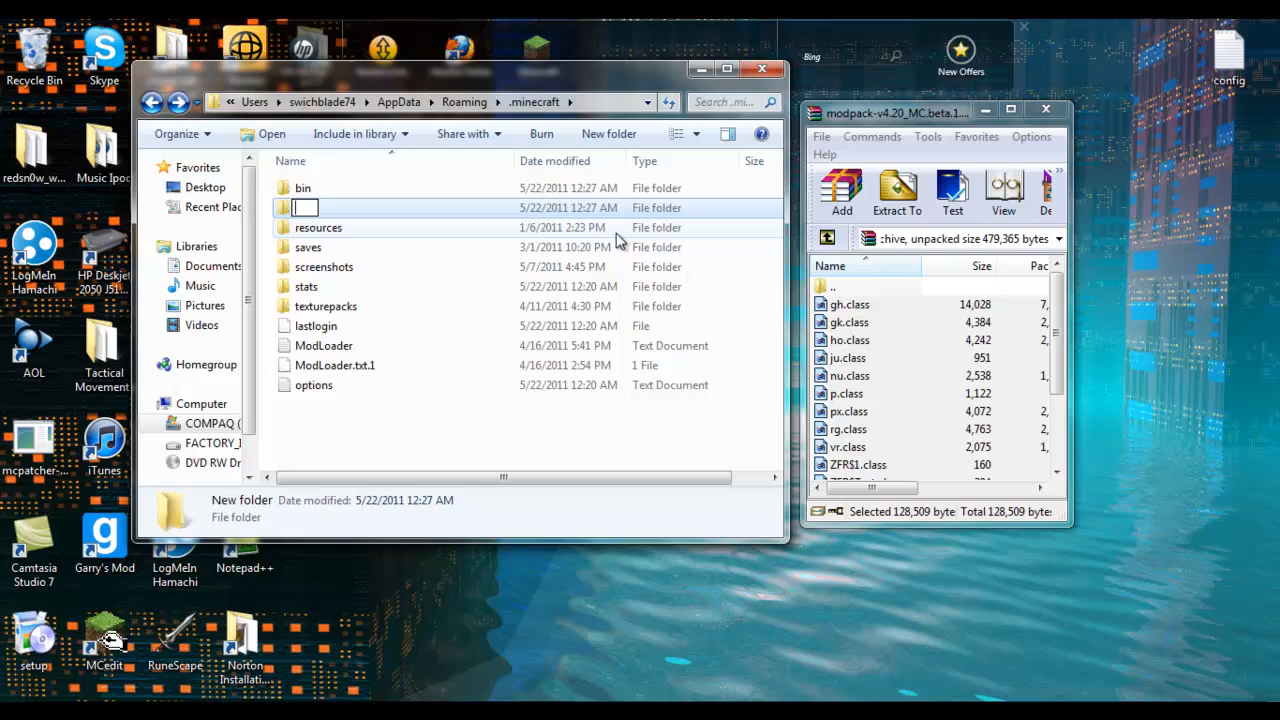 Recycle Bin
Skype
Bing
New Offers
config
« Users ▸ swichblade74 ▸ AppData ▸ Roaming ▸ .minecraft ▸
Search .mi...
Organize
Open
Include in library
Share with
Burn
New folder
Name
Date modified
Type
Size
Favorites
Desktop
Recent Plac
Libraries
Documents
Music
Pictures
Videos
Homegroup
Computer
COMPAQ (
FACTORY_I
DVD RW Dr
bin 5/22/2011 12:27 AM File folder
5/22/2011 12:27 AM File folder
resources 1/6/2011 2:23 PM File folder
saves 3/1/2011 10:20 PM File folder
screenshots 5/7/2011 4:45 PM File folder
stats 5/22/2011 12:20 AM File folder
texturepacks 4/11/2011 4:30 PM File folder
lastlogin 5/22/2011 12:20 AM File
ModLoader 4/16/2011 5:41 PM Text Document
ModLoader.txt.1 4/16/2011 2:54 PM 1 File
options 5/22/2011 12:20 AM Text Document
New folder Date modified: 5/22/2011 12:27 AM
File folder
modpack-v4.20_MC.beta.1....
File Commands Tools Favorites Options
Help
Add
Extract To
Test
View
De
chive, unpacked size 479,365 bytes
Name Size Pac
..
gh.class 14,028 7,
gk.class 4,384 2,
ho.class 4,242 2,
ju.class 951
nu.class 2,538 1,
p.class 1,122
px.class 4,072 2,
rg.class 4,763 2,
vr.class 2,075 1,
ZFR$1.class 160
Selected 128,509 byte Total 128,509 bytes
redsn0w_w...
Music Ipoc
LogMeIn
Hamachi
HP Deskjet
2050 J51...
AOL
Tactical
Movement...
mcpatcher-...
iTunes
Camtasia
Studio 7
Garry's Mod
LogMeIn
Hamachi
Notepad++
setup
MCedit
RuneScape
Norton
Installati...